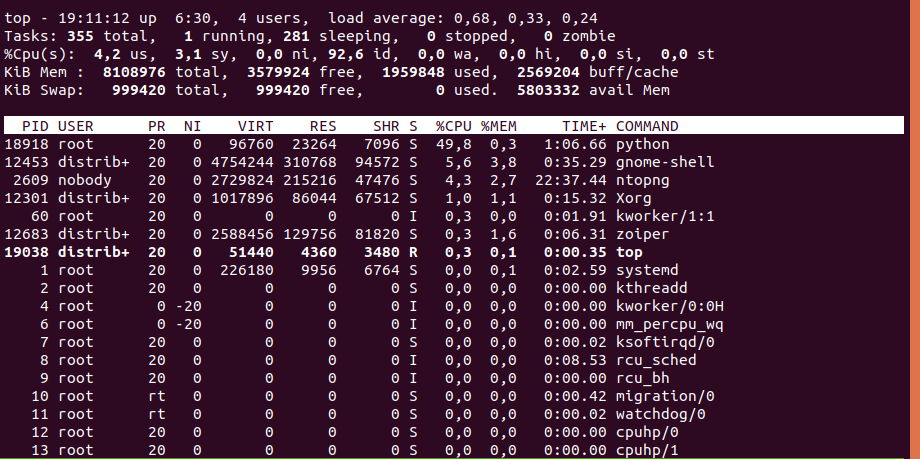 top - 19:11:12 up  6:30,  4 users,  load average: 0,68, 0,33, 0,24
Tasks: 355 total,   1 running, 281 sleeping,   0 stopped,   0 zombie
%Cpu(s):  4,2 us,  3,1 sy,  0,0 ni, 92,6 id,  0,0 wa,  0,0 hi,  0,0 si,  0,0 st
KiB Mem :  8108976 total,  3579924 free,  1959848 used,  2569204 buff/cache
KiB Swap:   999420 total,   999420 free,        0 used.  5803332 avail Mem
  PID USER      PR  NI    VIRT    RES    SHR S  %CPU %MEM     TIME+ COMMAND
18918 root      20   0   96760  23264   7096 S  49,8  0,3   1:06.66 python
12453 distrib+  20   0 4754244 310768  94572 S   5,6  3,8   0:35.29 gnome-shell
 2609 nobody    20   0 2729824 215216  47476 S   4,3  2,7  22:37.44 ntopng
12301 distrib+  20   0 1017896  86044  67512 S   1,0  1,1   0:15.32 Xorg
   60 root      20   0       0      0      0 I   0,3  0,0   0:01.91 kworker/1:1
12683 distrib+  20   0 2588456 129756  81820 S   0,3  1,6   0:06.31 zoiper
19038 distrib+  20   0   51440   4360   3480 R   0,3  0,1   0:00.35 top
    1 root      20   0  226180   9956   6764 S   0,0  0,1   0:02.59 systemd
    2 root      20   0       0      0      0 S   0,0  0,0   0:00.00 kthreadd
    4 root       0 -20       0      0      0 I   0,0  0,0   0:00.00 kworker/0:0H
    6 root       0 -20       0      0      0 I   0,0  0,0   0:00.00 mm_percpu_wq
    7 root      20   0       0      0      0 S   0,0  0,0   0:00.02 ksoftirqd/0
    8 root      20   0       0      0      0 I   0,0  0,0   0:08.53 rcu_sched
    9 root      20   0       0      0      0 I   0,0  0,0   0:00.00 rcu_bh
   10 root      rt   0       0      0      0 S   0,0  0,0   0:00.42 migration/0
   11 root      rt   0       0      0      0 S   0,0  0,0   0:00.02 watchdog/0
   12 root      20   0       0      0      0 S   0,0  0,0   0:00.00 cpuhp/0
   13 root      20   0       0      0      0 S   0,0  0,0   0:00.00 cpuhp/1